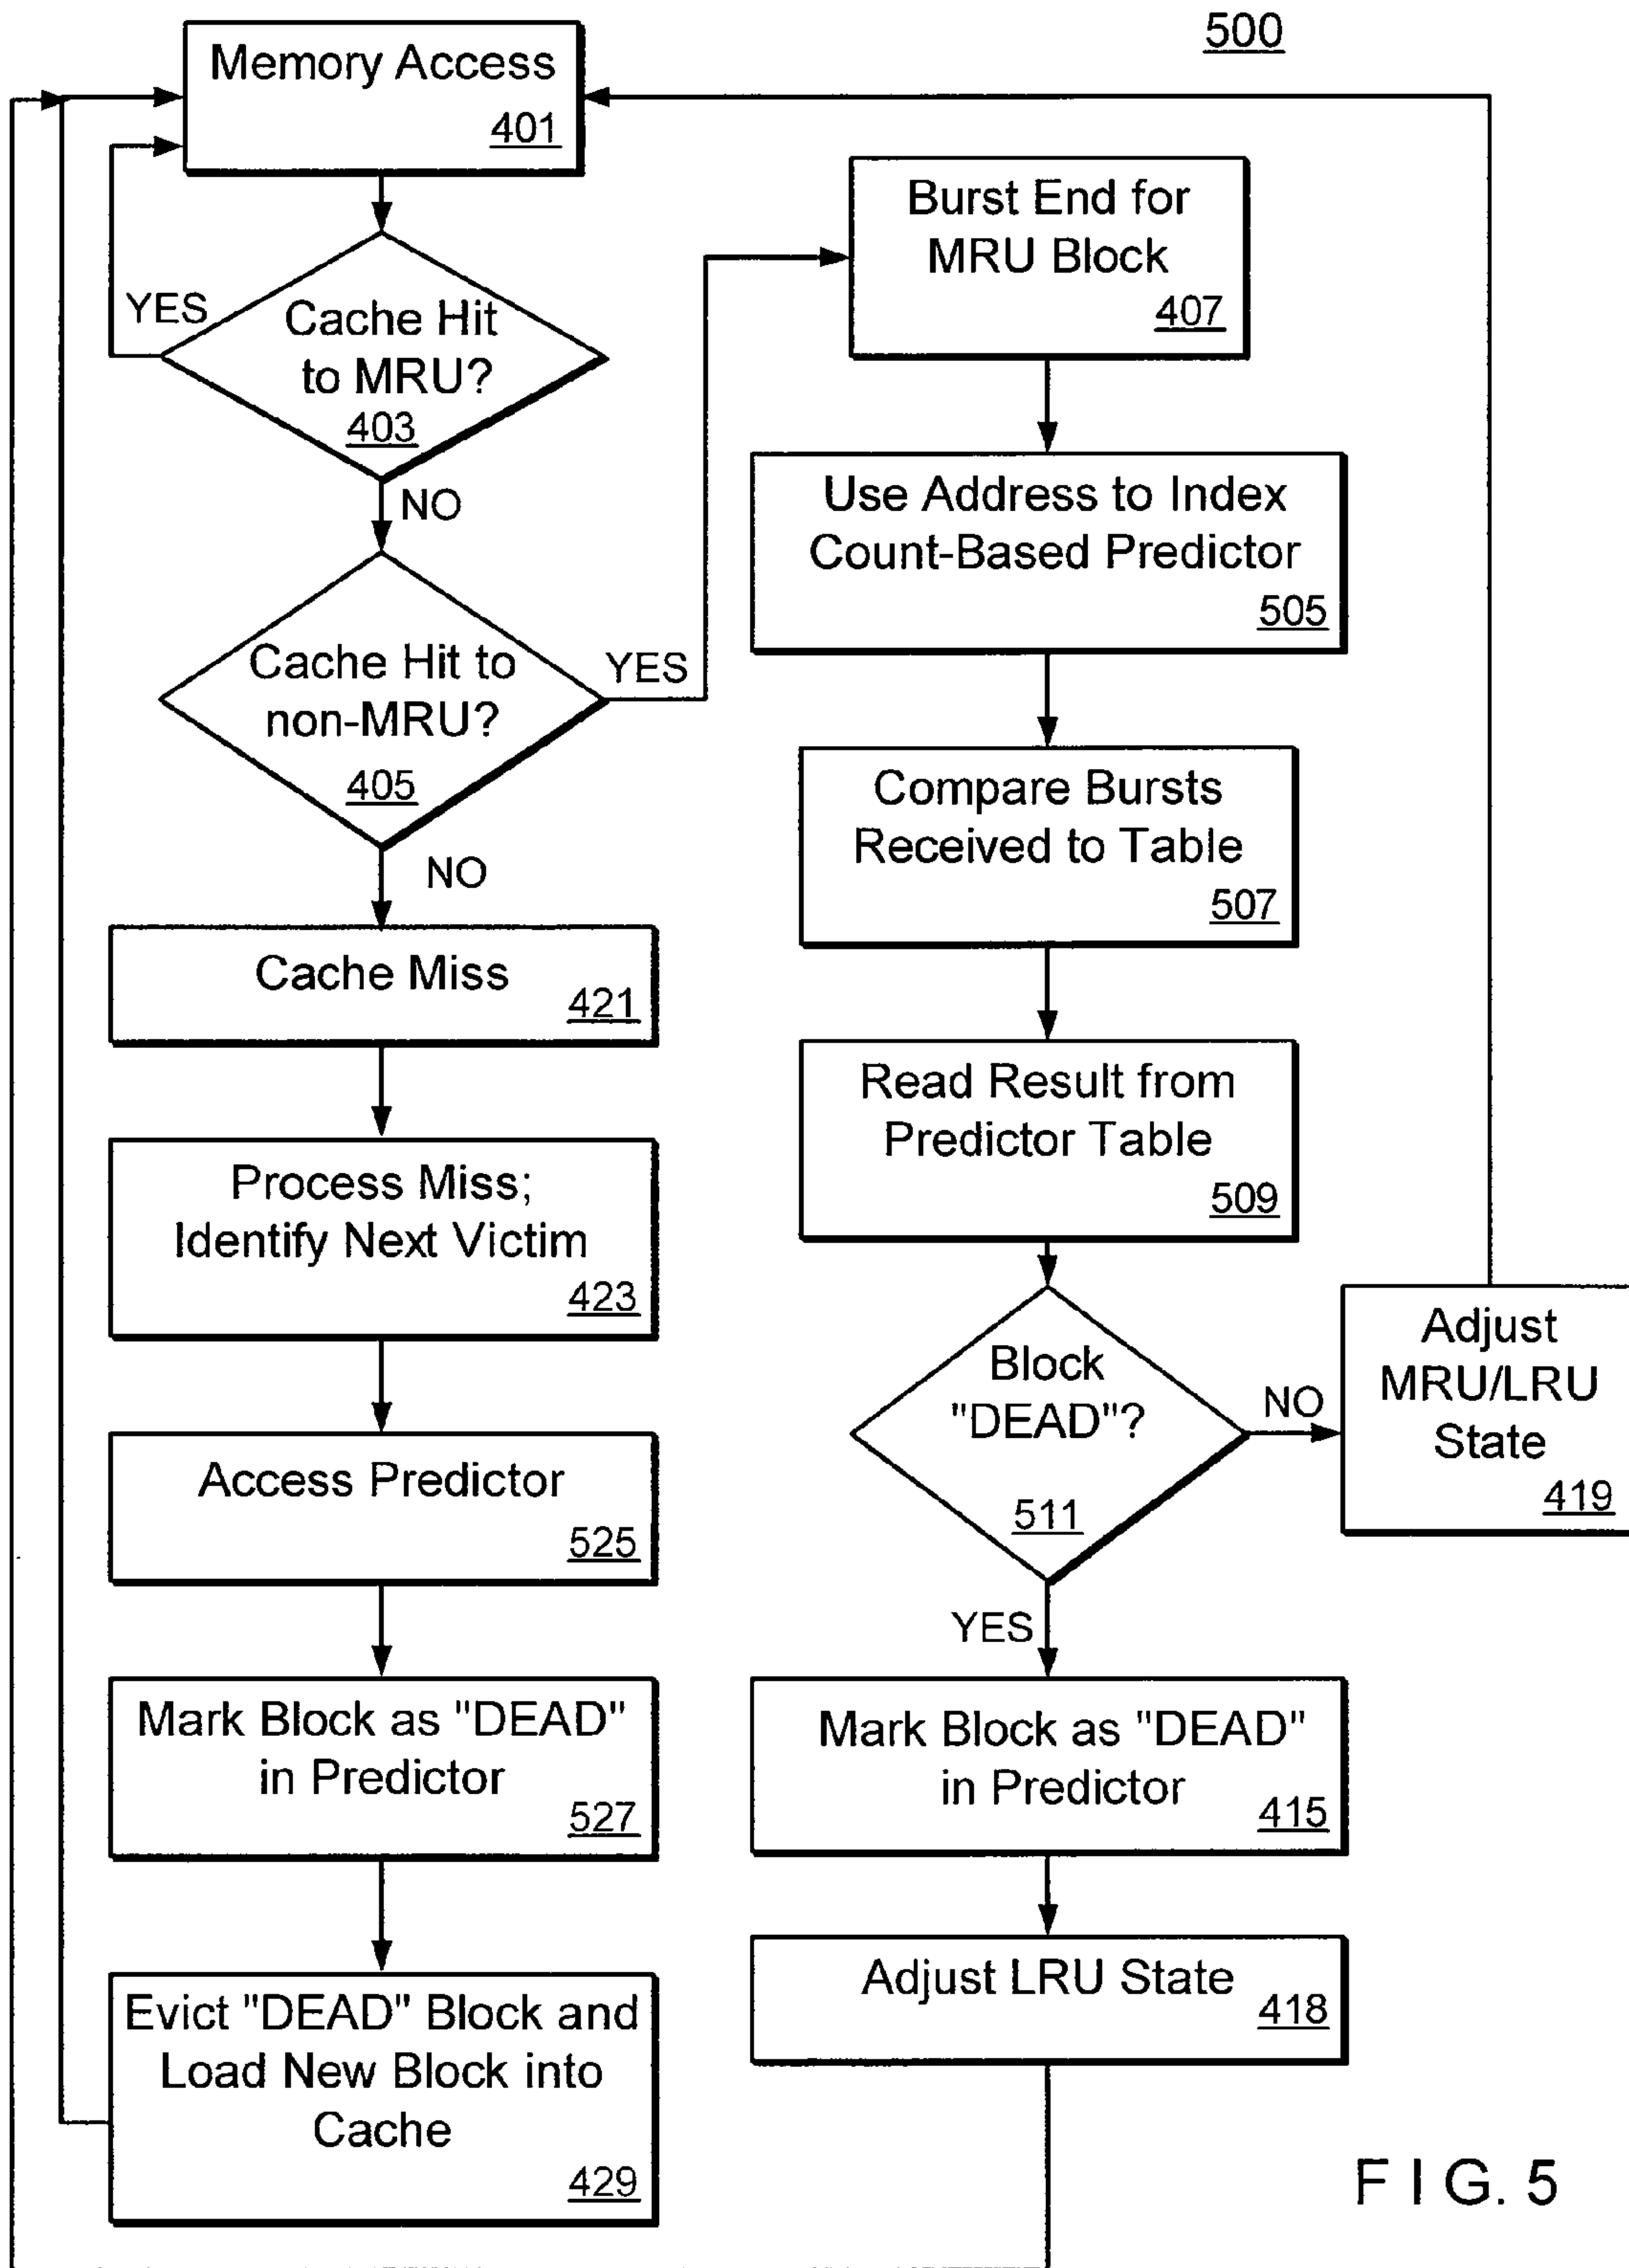 500
Memory Access
401
YES
Cache Hit
to MRU?
403
NO
Cache Hit to
non-MRU?
405
YES
NO
Cache Miss
421
Process Miss;
Identify Next Victim
423
Access Predictor
525
Mark Block as "DEAD"
in Predictor
527
Evict "DEAD" Block and
Load New Block into
Cache
429
Burst End for
MRU Block
407
Use Address to Index
Count-Based Predictor
505
Compare Bursts
Received to Table
507
Read Result from
Predictor Table
509
Block
"DEAD"?
511
NO
Adjust
MRU/LRU
State
419
YES
Mark Block as "DEAD"
in Predictor
415
Adjust LRU State
418
F I G. 5